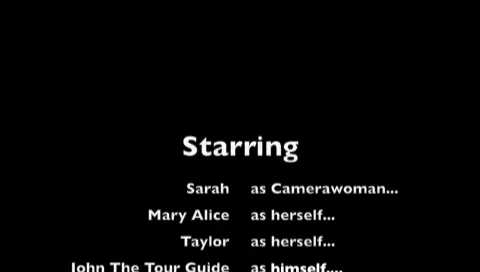 Starring
Sarah as Camerawoman...
Mary Alice as herself...
Taylor as herself...
John The Tour Guide as himself....